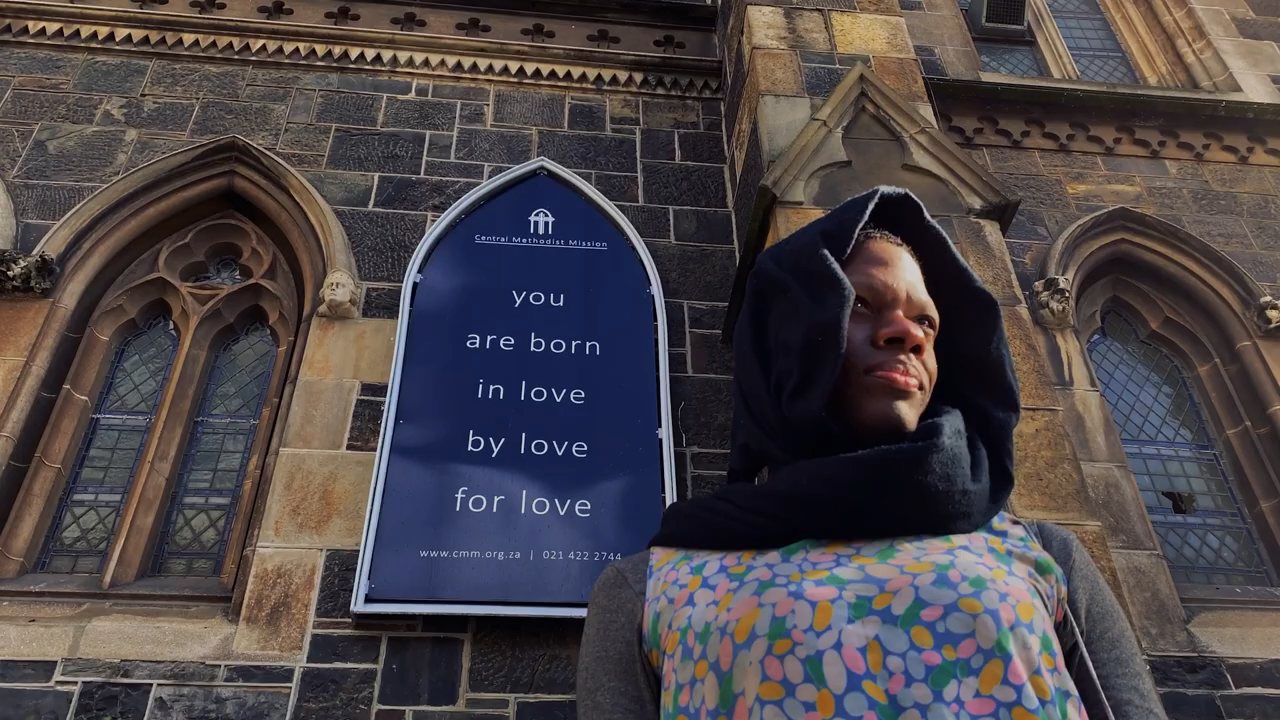 Central Methodist Mission
you
are born
in love
by love
for love
www.cmm.org.za | 021 422 2744